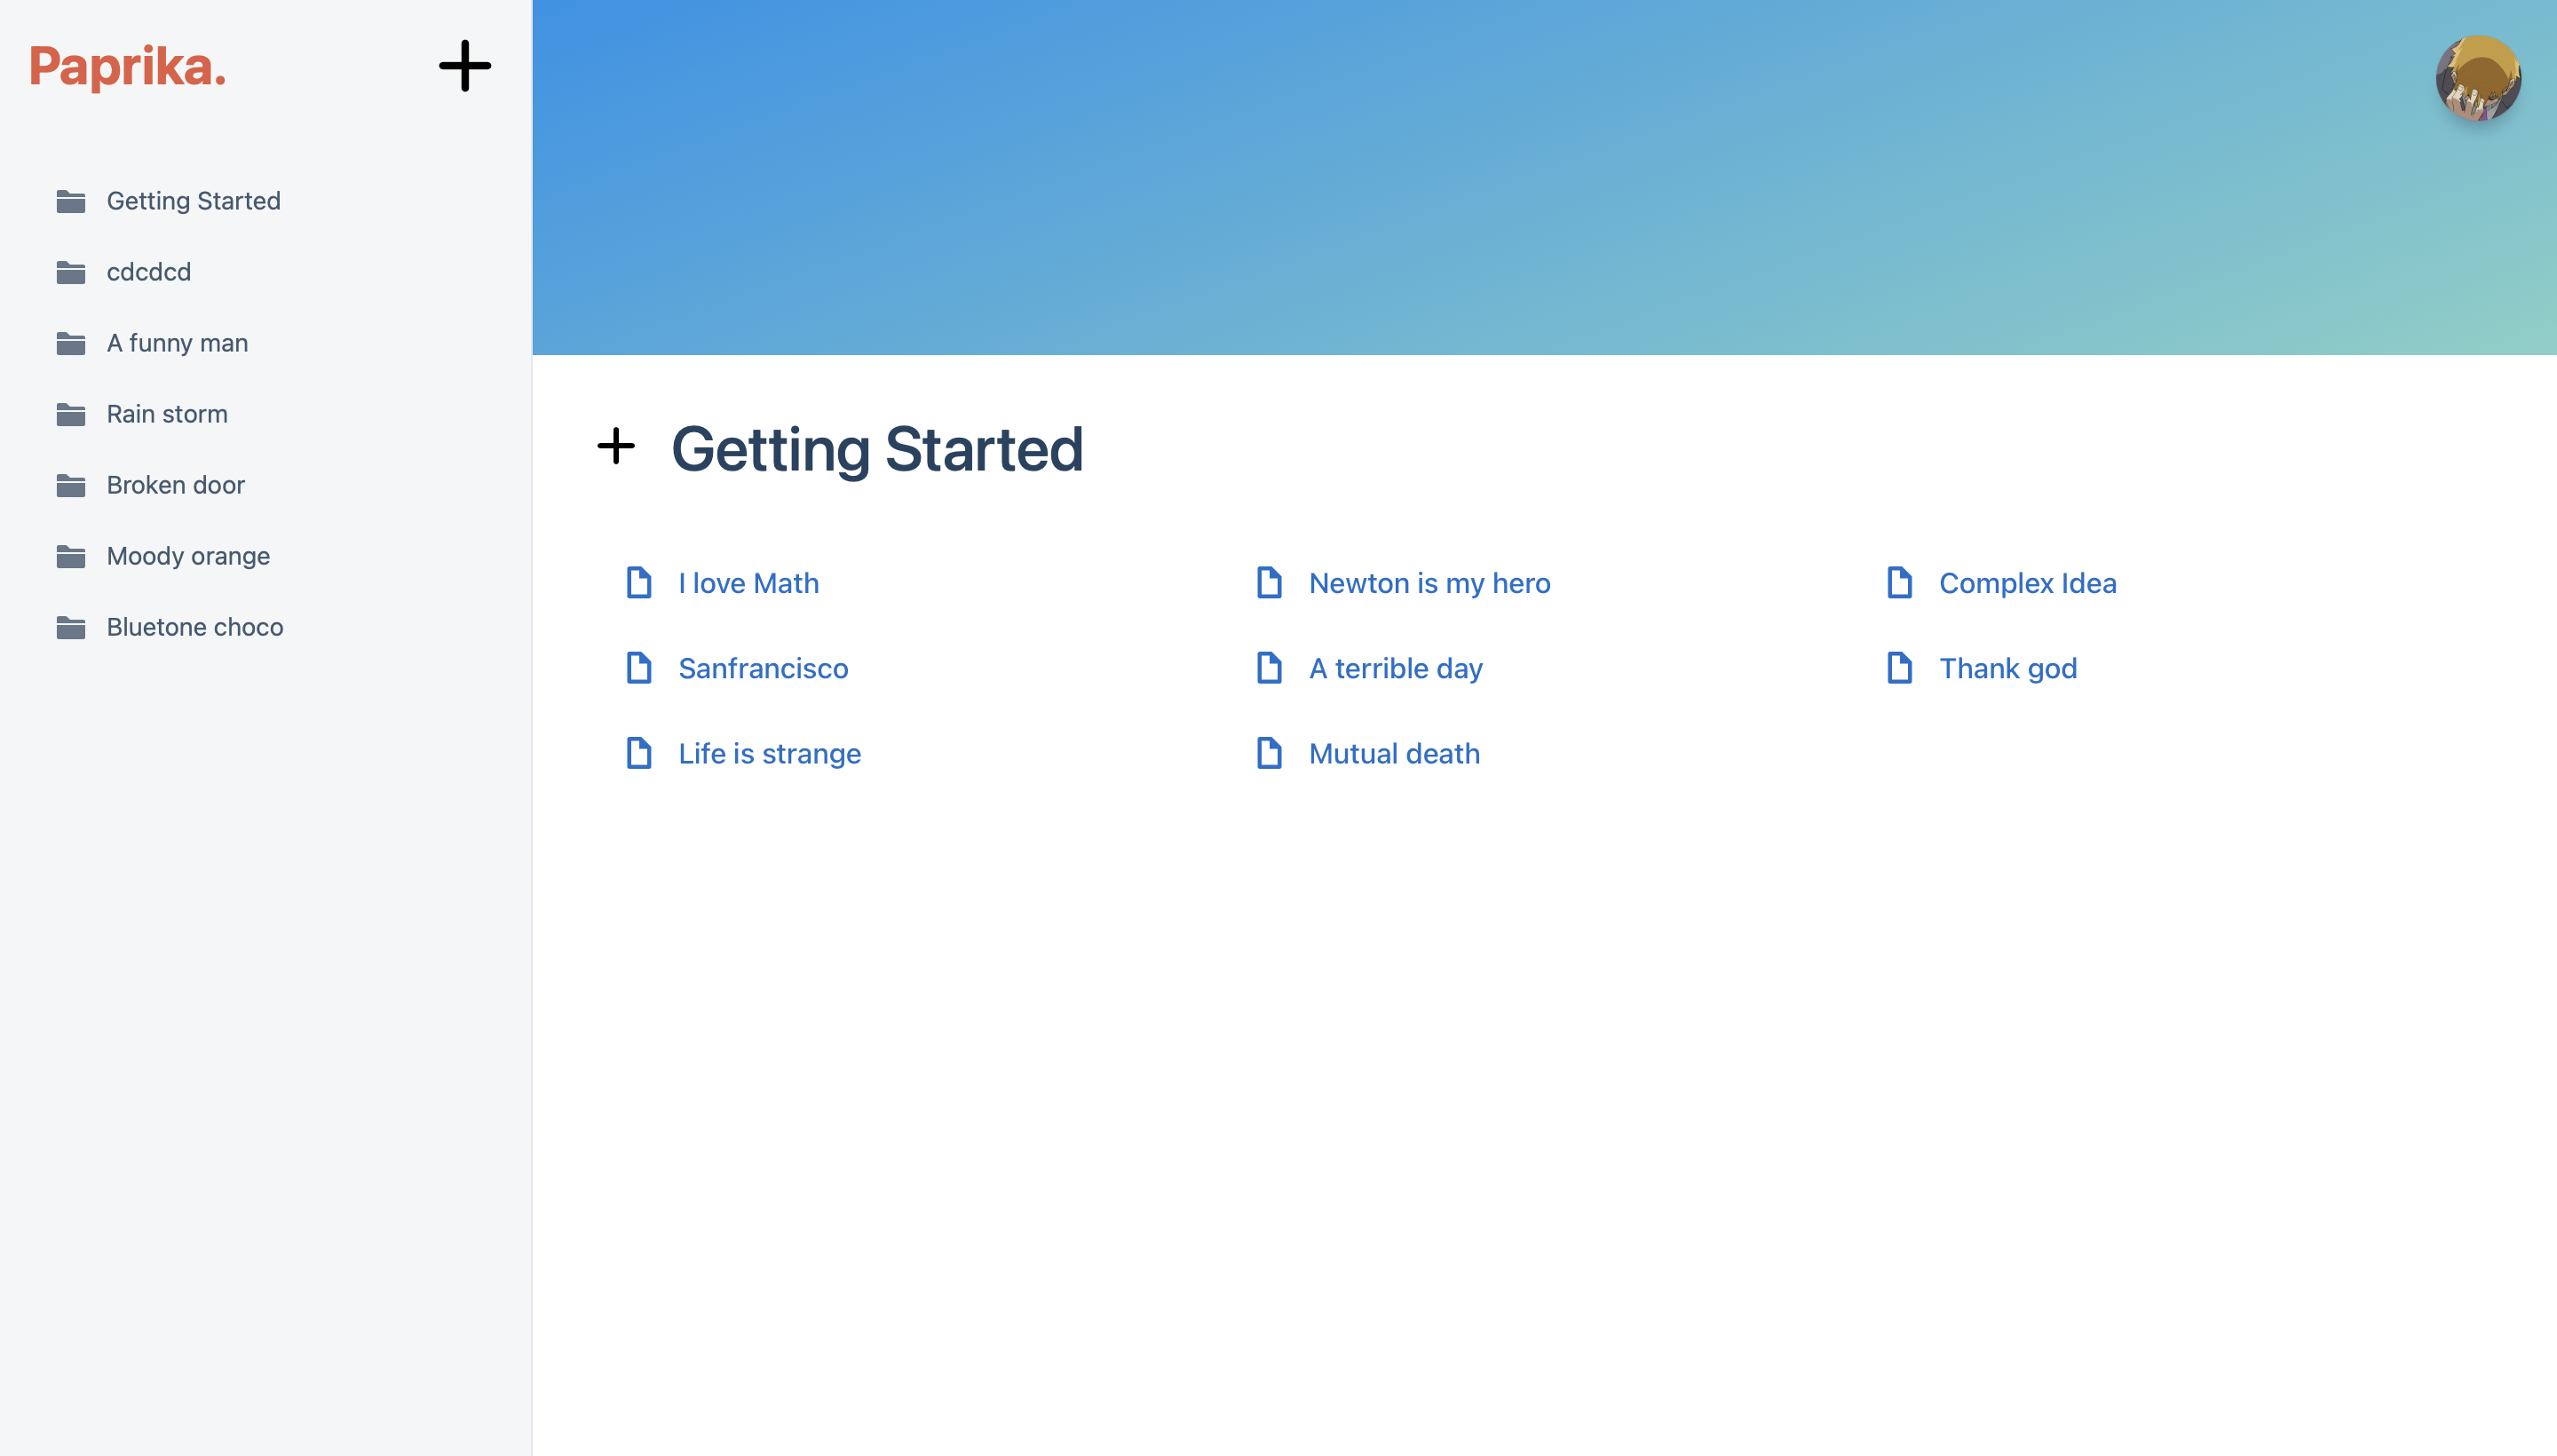 Paprika.
Getting Started
cdcdcd
A funny man
Rain storm
Broken door
Moody orange
Bluetone choco
Getting Started
I love Math
Newton is my hero
Complex Idea
Sanfrancisco
A terrible day
Thank god
Life is strange
Mutual death